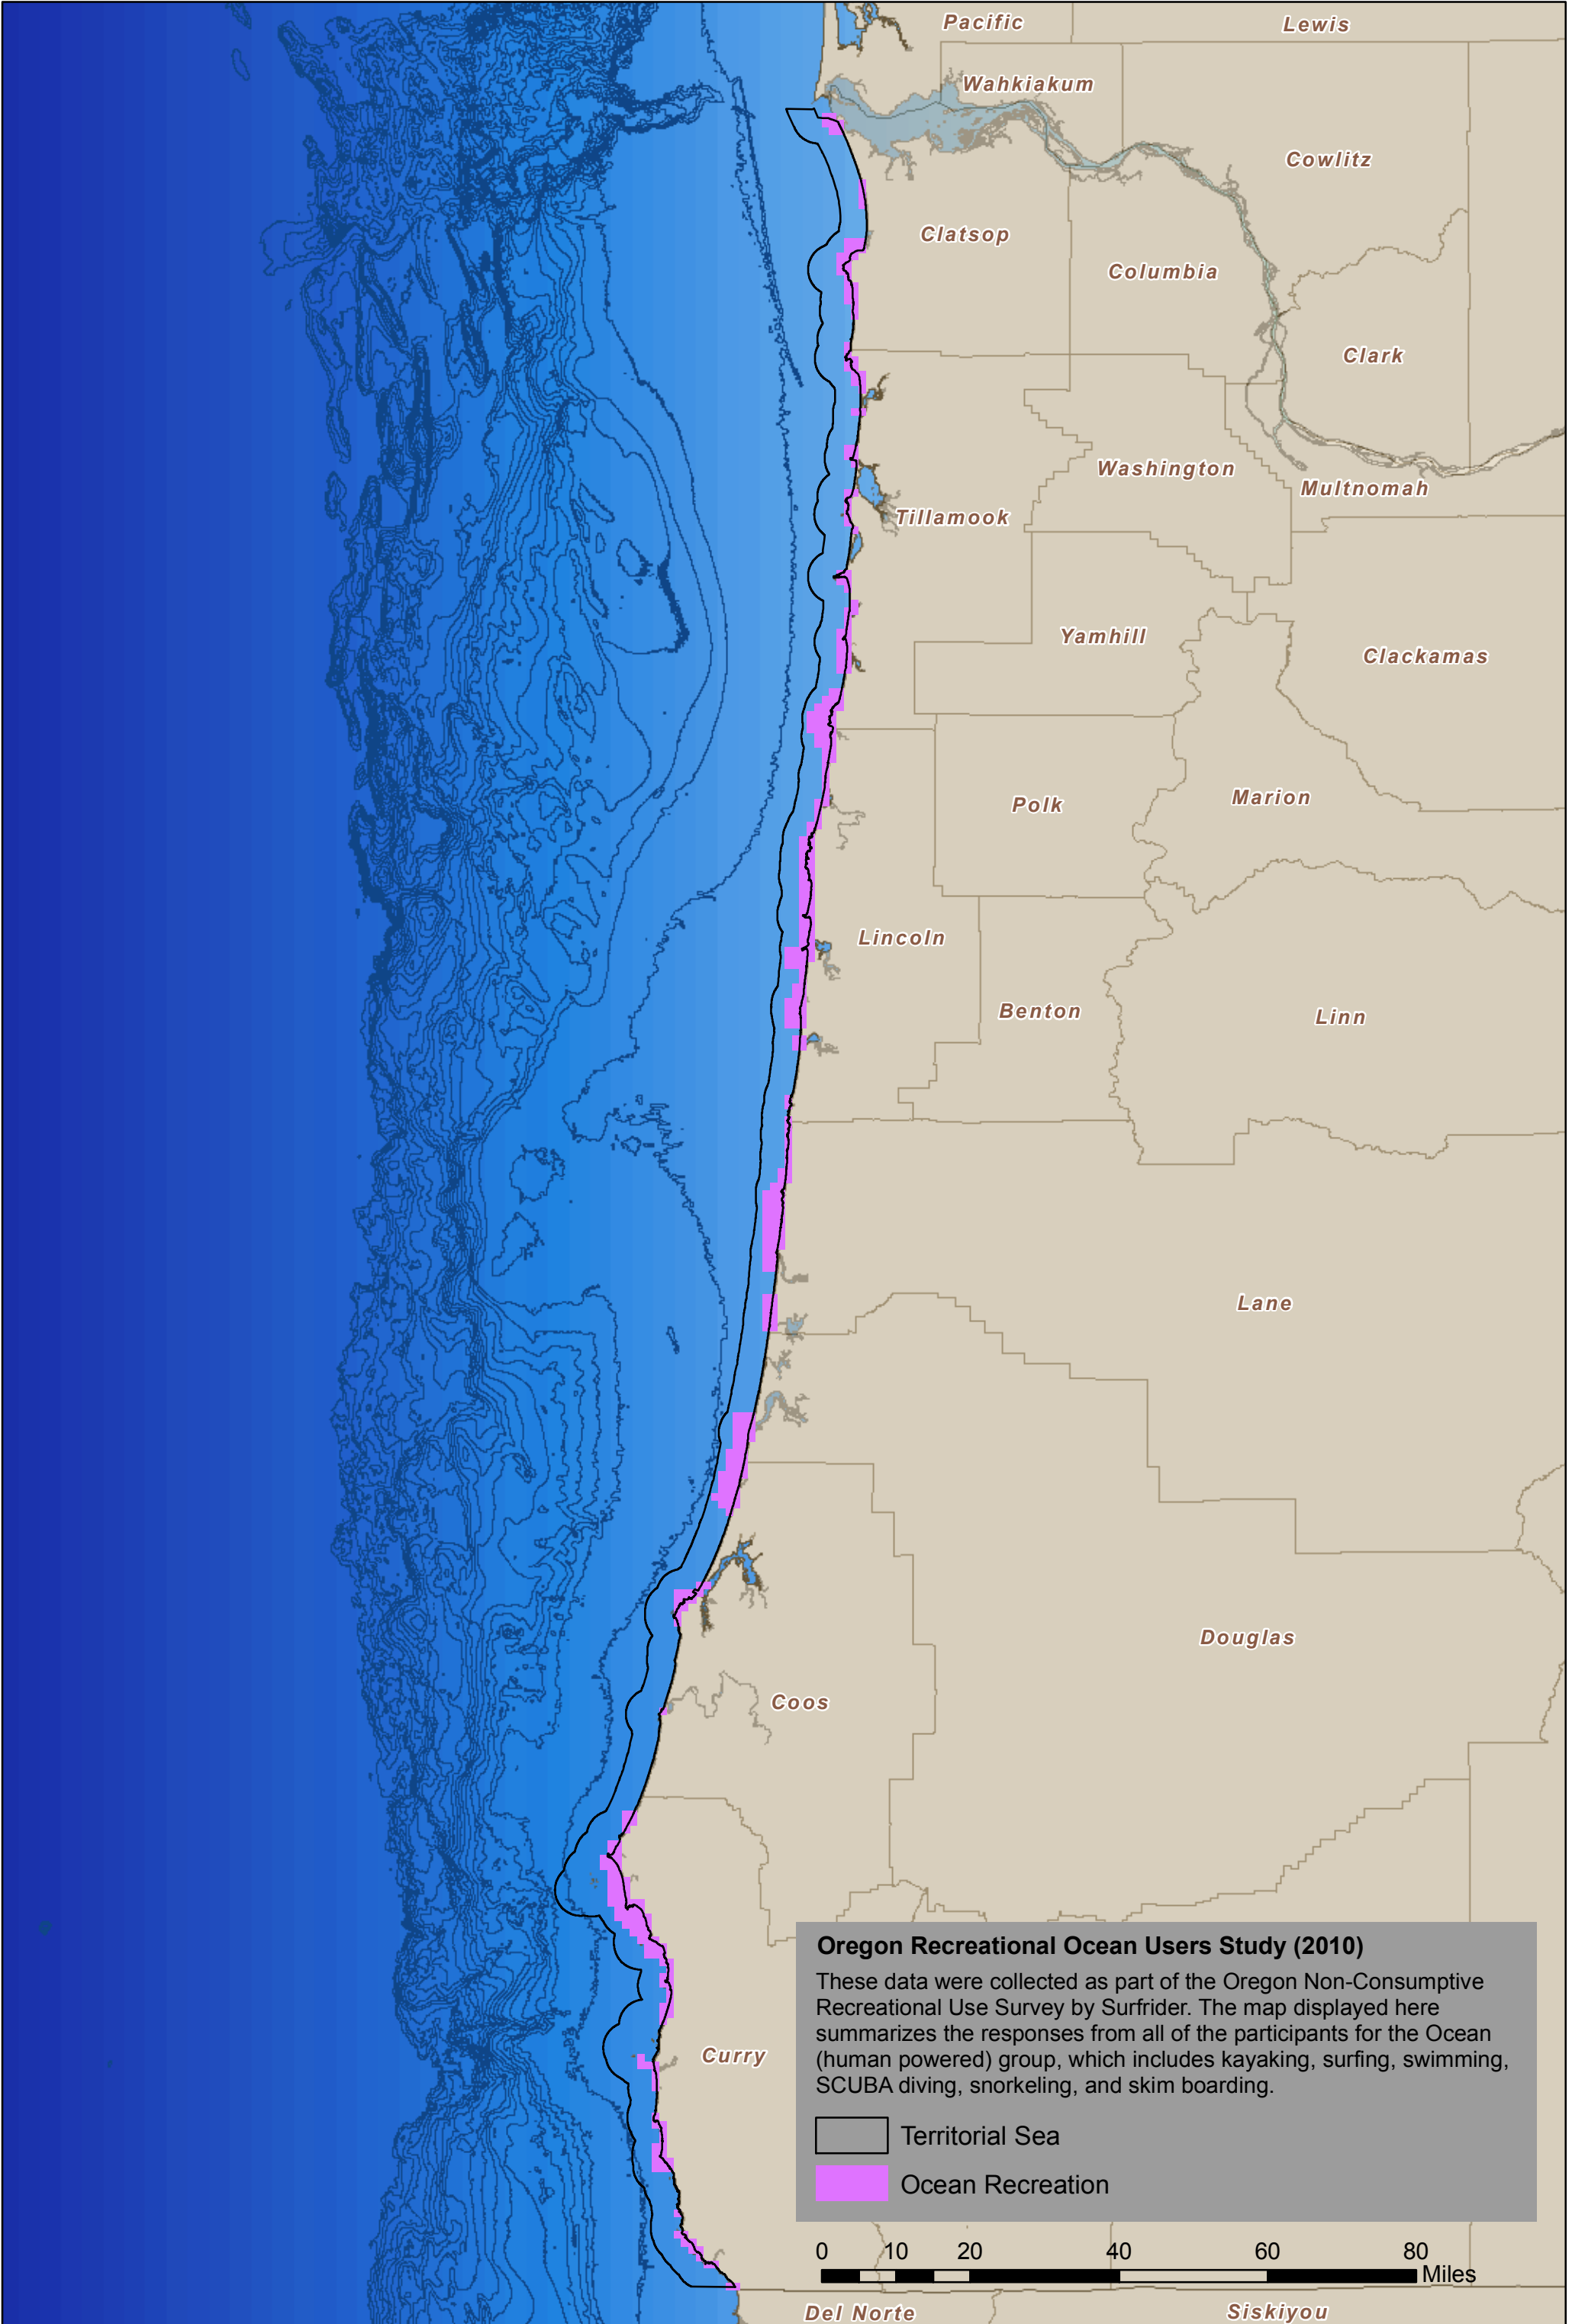 Pacific
Lewis
Wahkiakum
Cowlitz
Clatsop
Columbia
Clark
Washington
Multnomah
Tillamook
Yamhill
Clackamas
Polk
Marion
Lincoln
Benton
Linn
Lane
Douglas
Coos
Curry
Oregon Recreational Ocean Users Study (2010)
These data were collected as part of the Oregon Non-Consumptive
Recreational Use Survey by Surfrider. The map displayed here
summarizes the responses from all of the participants for the Ocean
(human powered) group, which includes kayaking, surfing, swimming,
SCUBA diving, snorkeling, and skim boarding.
Territorial Sea
Ocean Recreation
0 10 20 40 60 80
Miles
Del Norte
Siskiyou